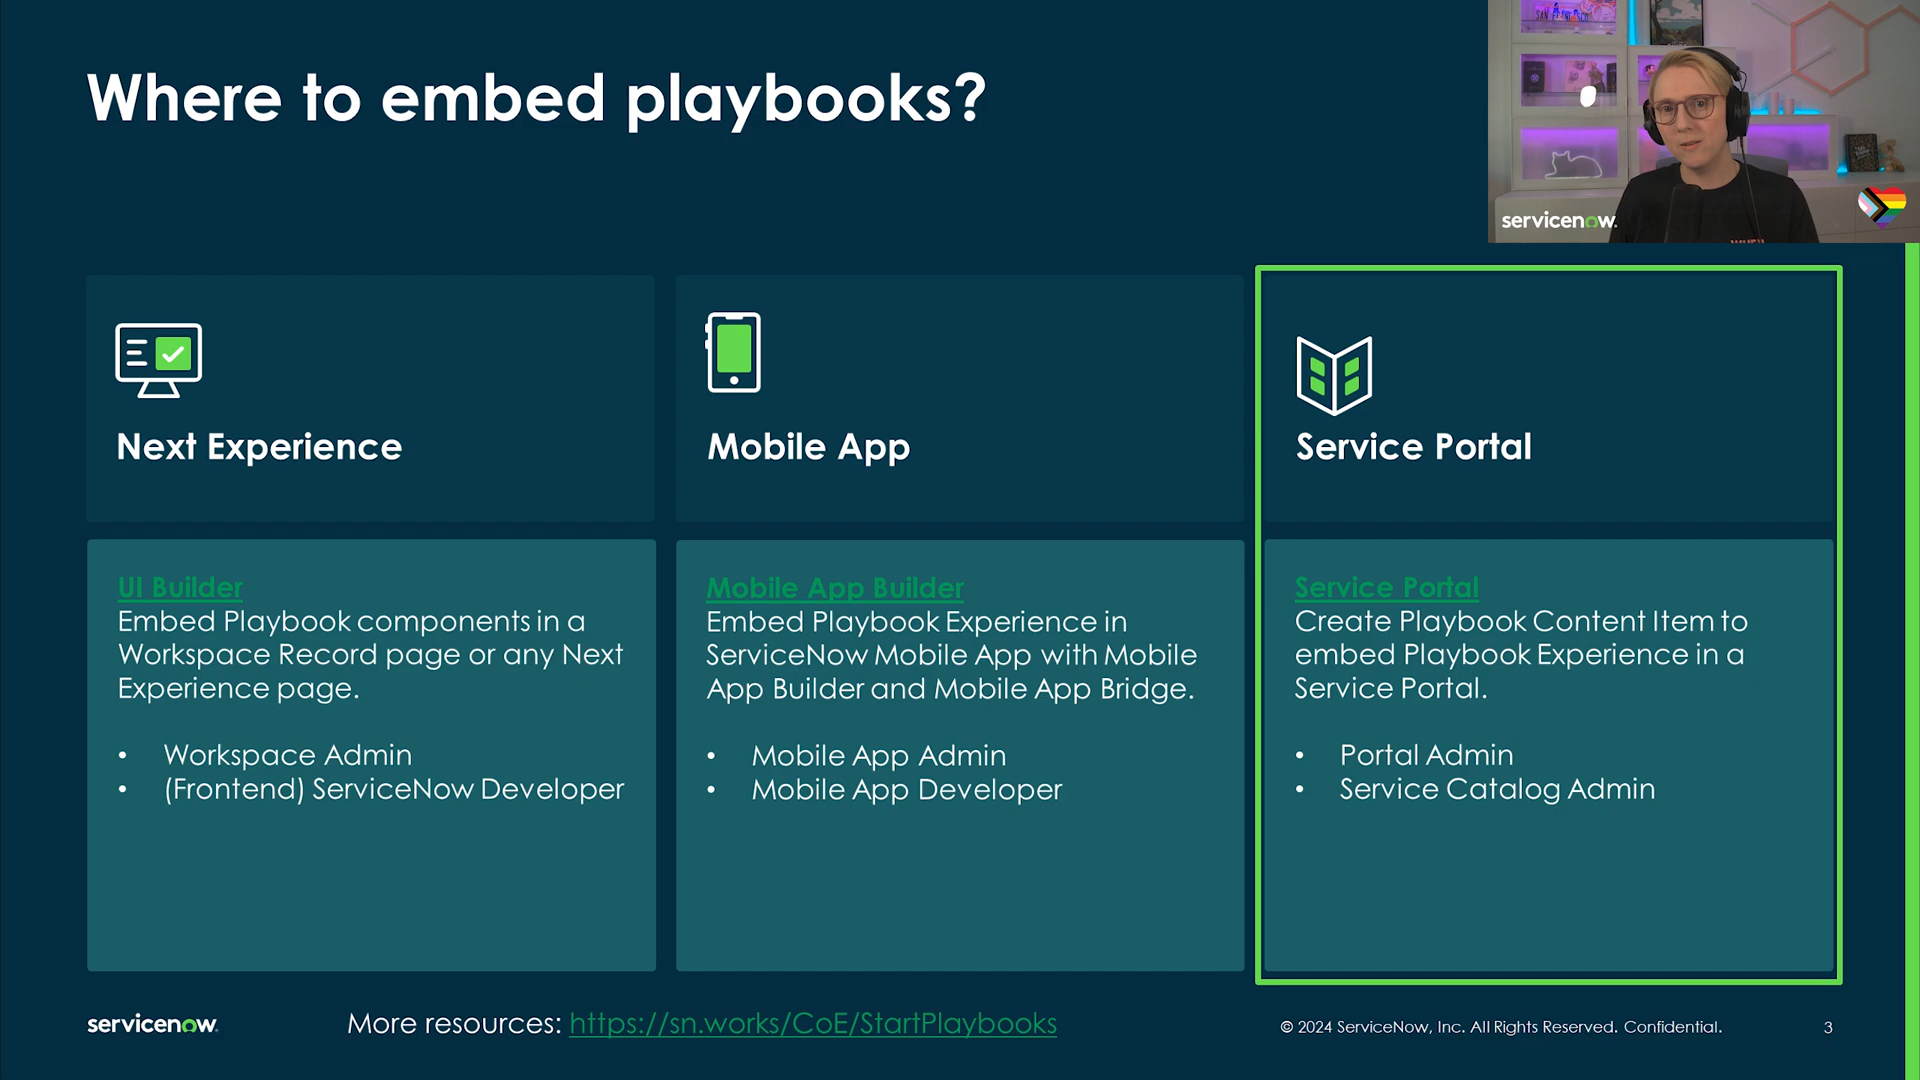 Where to embed playbooks?
SAN FRANCISCO
servicenow.
Next Experience
Mobile App
Service Portal
UI Builder
Embed Playbook components in a
Workspace Record page or any Next
Experience page.
• Workspace Admin
• (Frontend) ServiceNow Developer
Mobile App Builder
Embed Playbook Experience in
ServiceNow Mobile App with Mobile
App Builder and Mobile App Bridge.
• Mobile App Admin
• Mobile App Developer
Service Portal
Create Playbook Content Item to
embed Playbook Experience in a
Service Portal.
• Portal Admin
• Service Catalog Admin
servicenow.
More resources: https://sn.works/CoE/StartPlaybooks
© 2024 ServiceNow, Inc. All Rights Reserved. Confidential.
3